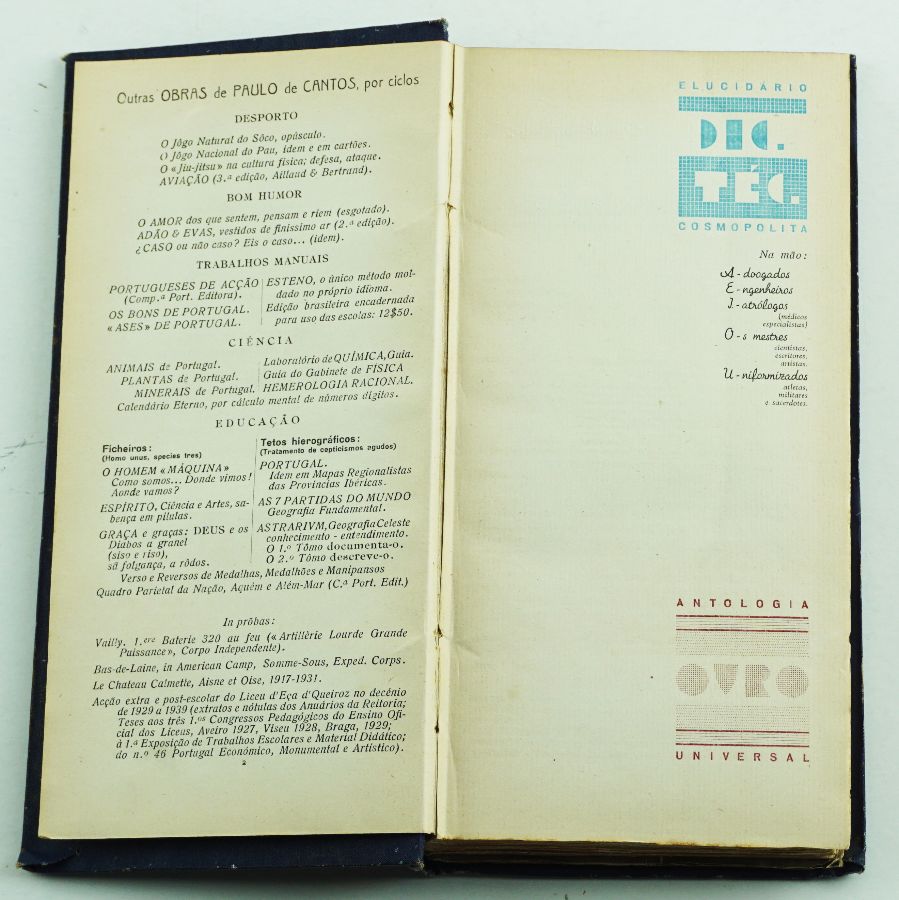 Outras OBRAS de PAULO de CANTOS, por ciclos
DESPORTO
O Jôgo Natural do Sôco, opúsculo.
O Jôgo Nacional do Pau, idem e em cartões.
O «Jiu-jitsu» na cultura física; defesa, ataque.
AVIAÇÃO (3.ª edição, Aillaud & Bertrand).
BOM HUMOR
O AMOR dos que sentem, pensam e riem (esgotado).
ADÃO & EVAS, vestidos de finíssimo ar (2.ª edição).
¿CASO ou não caso? Eis o caso... (idem).
TRABALHOS MANUAIS
PORTUGUESES DE ACÇÃO
(Comp.ª Port. Editora).
OS BONS DE PORTUGAL.
«ASES» DE PORTUGAL.
ESTENO, o único método mol-
dado no próprio idioma.
Edição brasileira encadernada
para uso das escolas: 12$50.
CIÊNCIA
ANIMAIS de Portugal.
PLANTAS de Portugal.
MINERAIS de Portugal.
Laboratório de QUÍMICA, Guia.
Guia do Gabinete de FÍSICA
HEMEROLOGIA RACIONAL.
Calendário Eterno, por cálculo mental de números dígitos.
EDUCAÇÃO
Ficheiros:
(Homo unus, species tres)
O HOMEM «MÁQUINA»
Como somos... Donde vimos!
Aonde vamos?
ESPÍRITO, Ciência e Artes, sa-
bença em pílulas.
GRAÇA e graças: DEUS e os
Diabos a granel
(siso e riso),
sã folgança, a rôdos.
Tetos hierográficos:
(Tratamento de cepticismos agudos)
PORTUGAL.
Idem em Mapas Regionalistas
das Províncias Ibéricas.
AS 7 PARTIDAS DO MUNDO
Geografia Fundamental.
ASTRARIVM, Geografia Celeste
conhecimento - entendimento.
O 1.º Tômo documenta-o.
O 2.º Tômo descreve-o.
Verso e Reversos de Medalhas, Medalhões e Manipansos
Quadro Parietal da Nação, Aquém e Além-Mar (C.ª Port. Edit.)
In próbas:
Vailly. 1.ère Baterie 320 au feu («Artillèrie Lourde Grande
Puissance», Corpo Independente).
Bas-de-Laine, in American Camp, Somme-Sous, Exped. Corps.
Le Chateau Calmette, Aisne et Oise, 1917-1931.
Acção extra e post-escolar do Liceu d'Eça d'Queiroz no decénio
de 1929 a 1939 (extratos e nótulas dos Anuários da Reitoria;
Teses aos três 1.os Congressos Pedagógicos do Ensino Ofi-
cial dos Liceus, Aveiro 1927, Viseu 1928, Braga, 1929;
à 1.ª Exposição de Trabalhos Escolares e Material Didático;
do n.º 46 Portugal Económico, Monumental e Artístico).
2
ELUCIDÁRIO
DIC.
TÉC.
COSMOPOLITA
Na mão:
A - dvogados
E - ngenheiros
I - atrólogos
(médicos
especialistas)
O - s mestres
cientistas,
escritores,
artistas.
U - niformizados
atletas,
militares
e sacerdotes.
ANTOLOGIA
OURO
UNIVERSAL